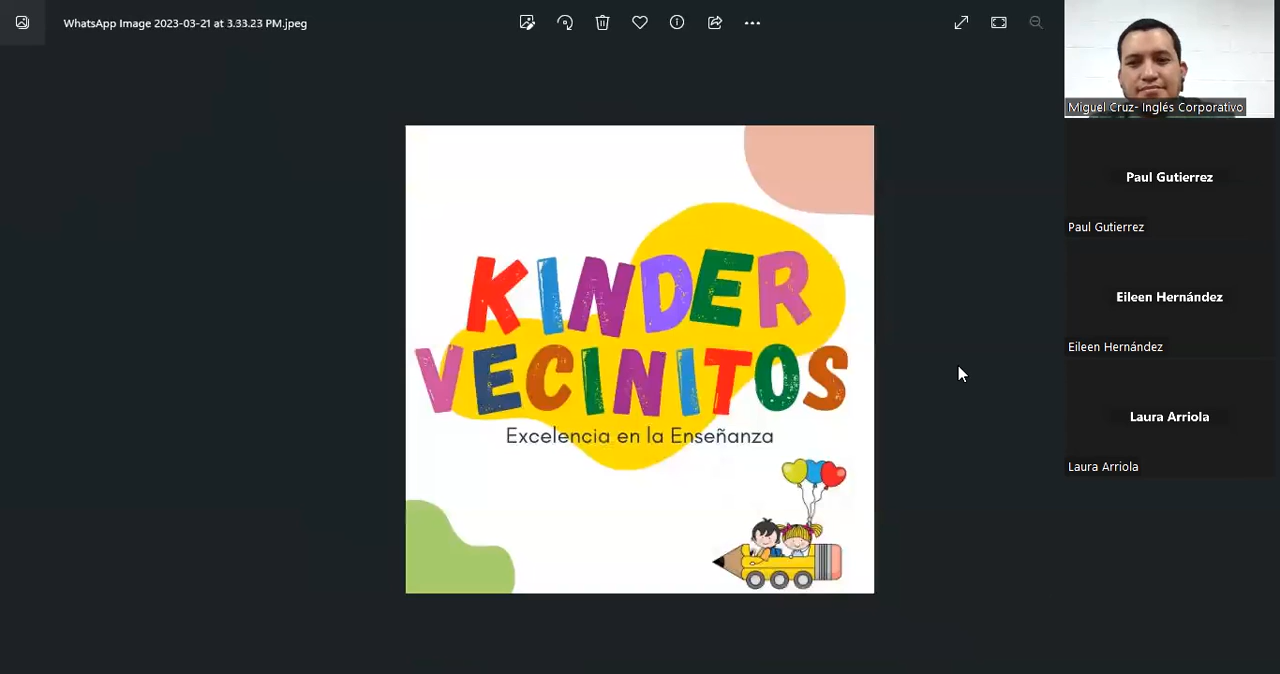 WhatsApp Image 2023-03-21 at 3.33.23 PM.jpeg
KINDER
VECINITOS
Excelencia en la Enseñanza
Miguel Cruz- Inglés Corporativo
Paul Gutierrez
Paul Gutierrez
Eileen Hernández
Eileen Hernández
Laura Arriola
Laura Arriola